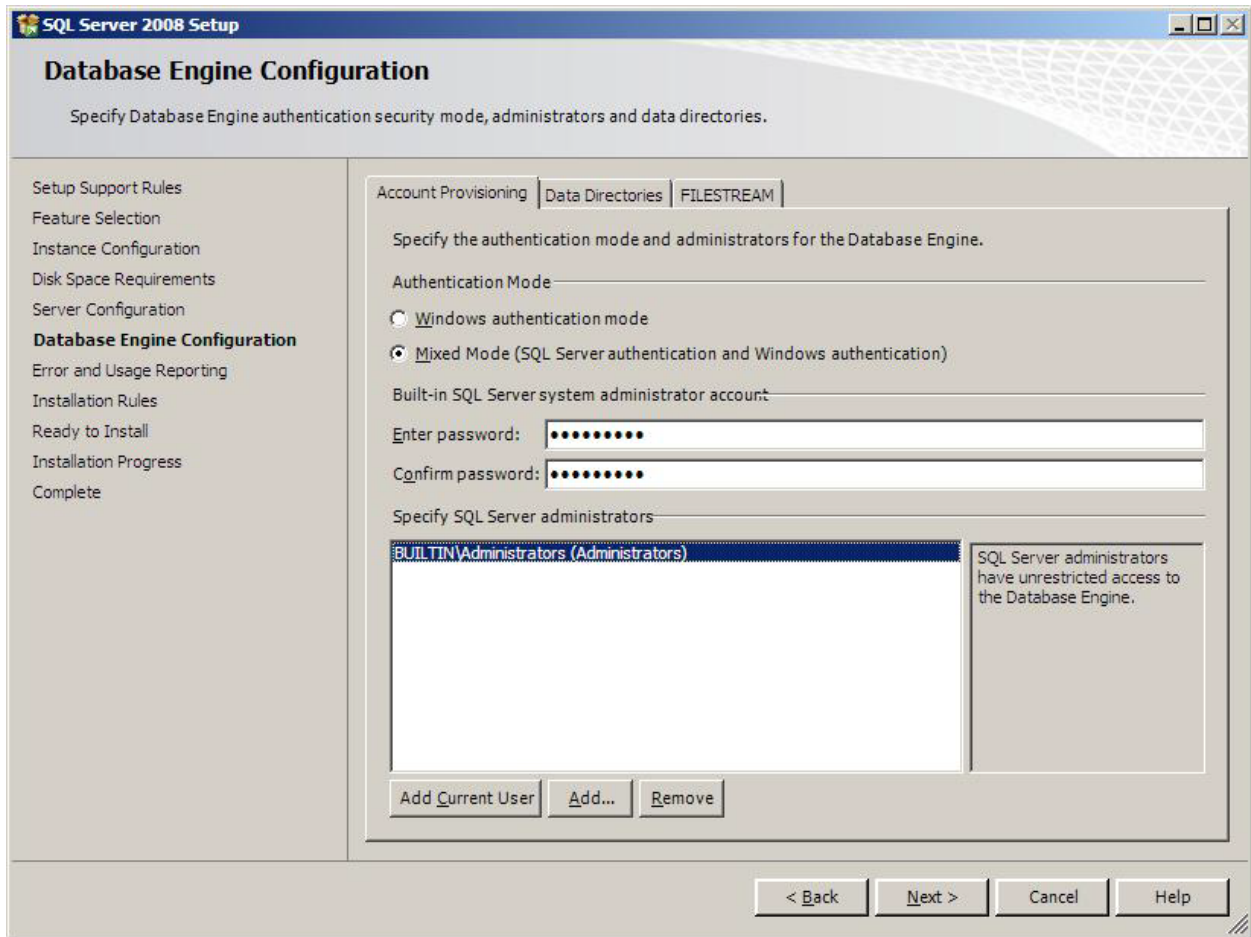 SQL Server 2008 Setup
Database Engine Configuration
Specify Database Engine authentication security mode, administrators and data directories.
Setup Support Rules
Feature Selection
Instance Configuration
Disk Space Requirements
Server Configuration
Database Engine Configuration
Error and Usage Reporting
Installation Rules
Ready to Install
Installation Progress
Complete
Account Provisioning
Data Directories
FILESTREAM
Specify the authentication mode and administrators for the Database Engine.
Authentication Mode
Windows authentication mode
Mixed Mode (SQL Server authentication and Windows authentication)
Built-in SQL Server system administrator account
Enter password: •••••••••
Confirm password: •••••••••
Specify SQL Server administrators
BUILTIN\Administrators (Administrators)
SQL Server administrators
have unrestricted access to
the Database Engine.
Add Current User
Add...
Remove
< Back
Next >
Cancel
Help